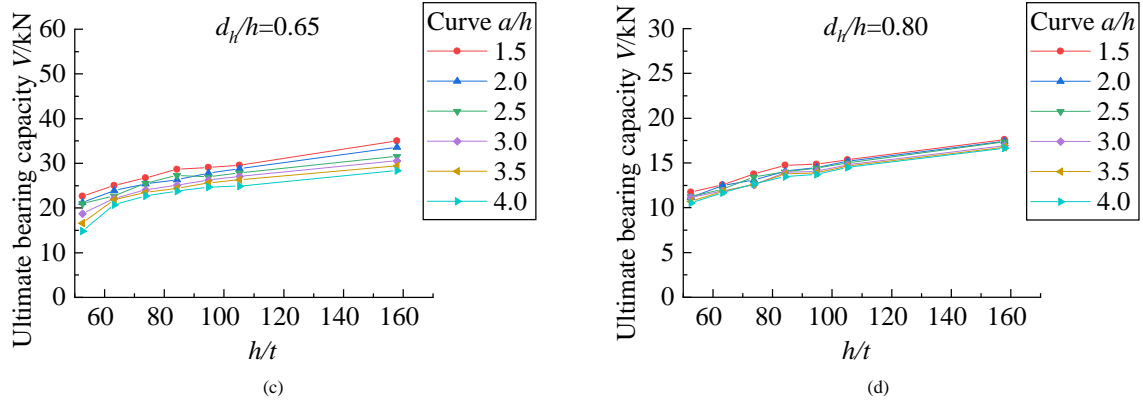 d_h/h=0.65
Curve a/h
1.5
2.0
2.5
3.0
3.5
4.0
60
50
40
30
20
10
0
Ultimate bearing capacity V/kN
60 80 100 120 140 160
h/t
(c)
d_h/h=0.80
Curve a/h
1.5
2.0
2.5
3.0
3.5
4.0
30
25
20
15
10
5
0
Ultimate bearing capacity V/kN
60 80 100 120 140 160
h/t
(d)